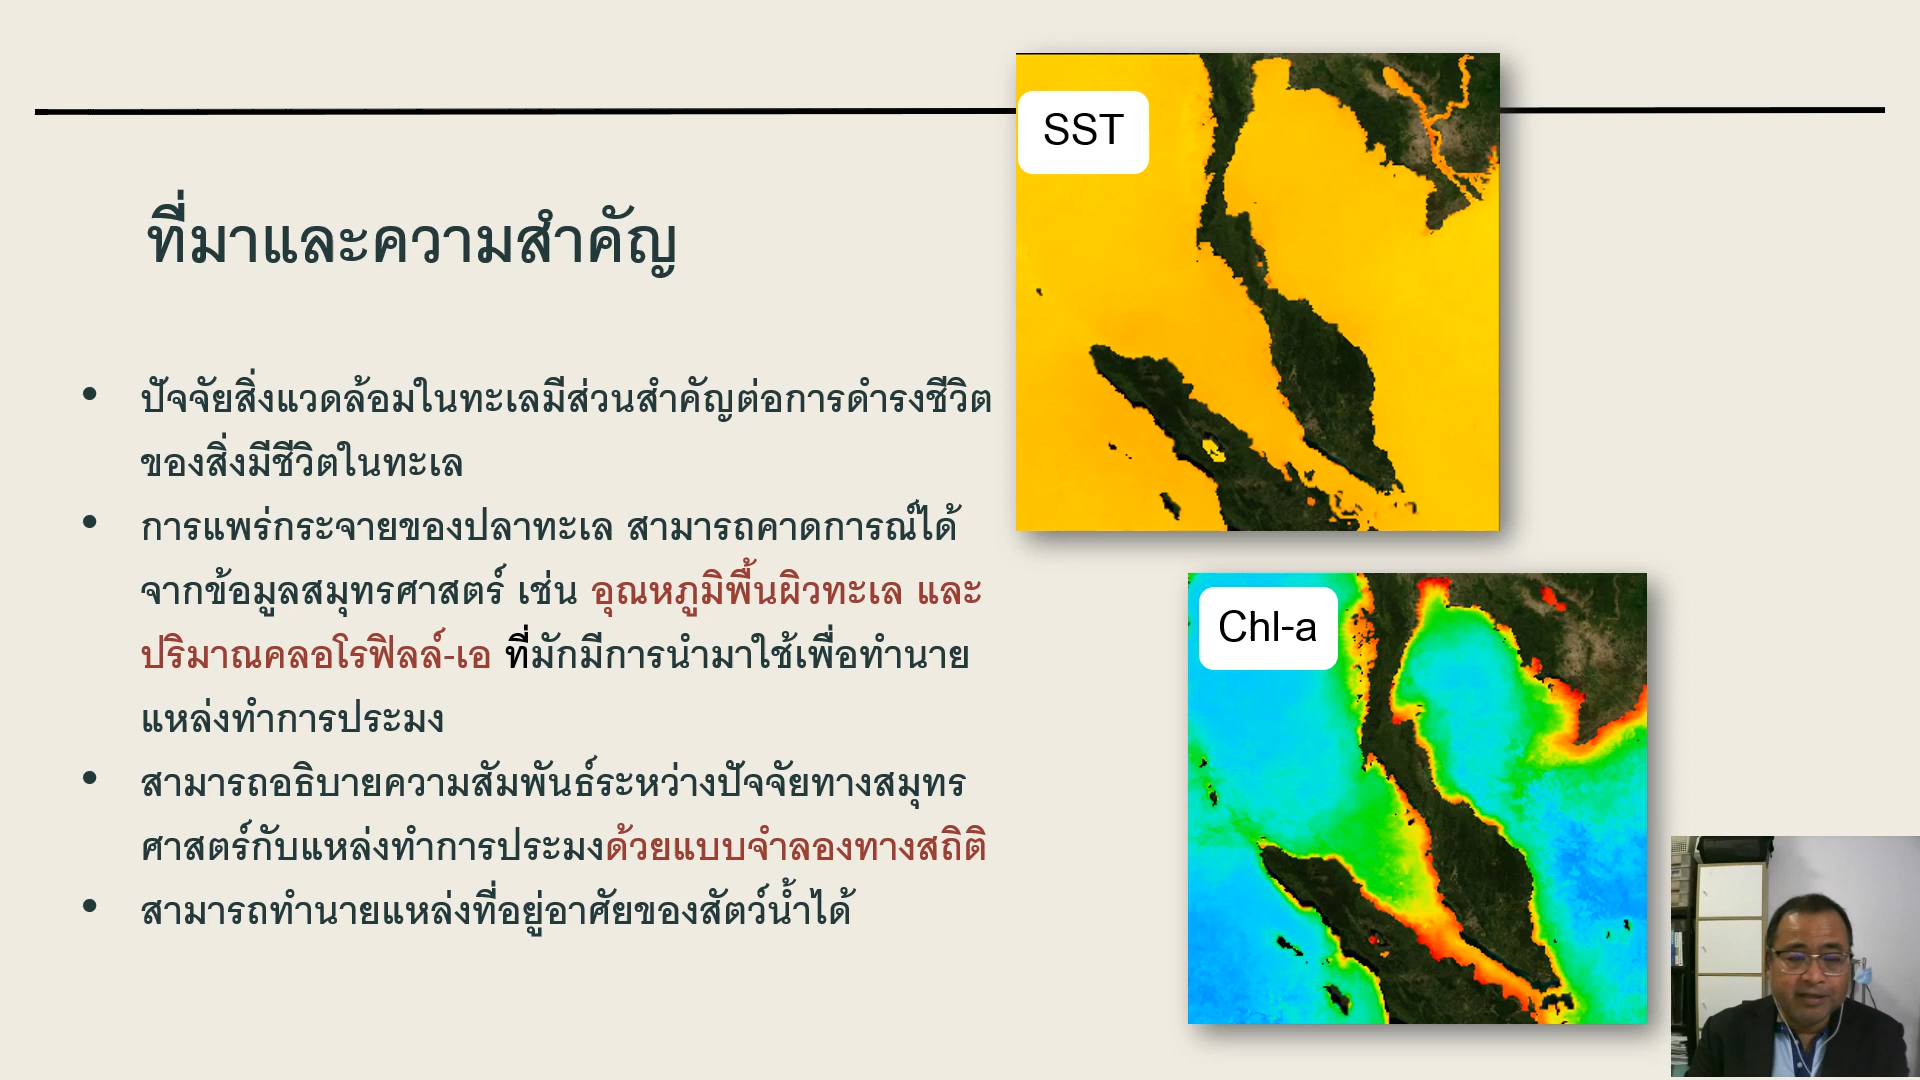 SST
ที่มาและความสำคัญ
• ปัจจัยสิ่งแวดล้อมในทะเลมีส่วนสำคัญต่อการดำรงชีวิต
ของสิ่งมีชีวิตในทะเล
• การแพร่กระจายของปลาทะเล สามารถคาดการณ์ได้
จากข้อมูลสมุทรศาสตร์ เช่น อุณหภูมิพื้นผิวทะเล และ
ปริมาณคลอโรฟิลล์-เอ ที่มักมีการนำมาใช้เพื่อทำนาย
แหล่งทำการประมง
• สามารถอธิบายความสัมพันธ์ระหว่างปัจจัยทางสมุทร
ศาสตร์กับแหล่งทำการประมงด้วยแบบจำลองทางสถิติ
• สามารถทำนายแหล่งที่อยู่อาศัยของสัตว์น้ำได้
Chl-a